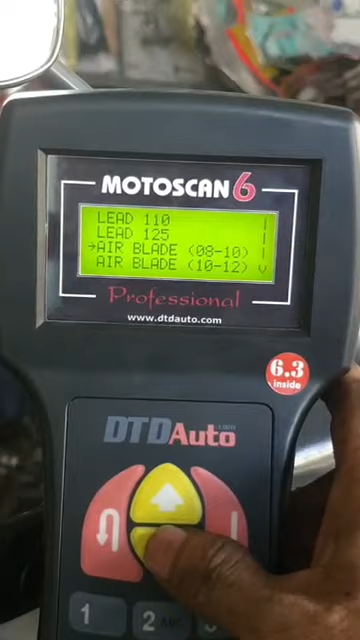 MOTOSCAN 6
LEAD 110
LEAD 125
→AIR BLADE (08-10)
AIR BLADE (10-12) v
Professional
www.dtdauto.com
6.3
inside
DTDAuto
1
2 ABC